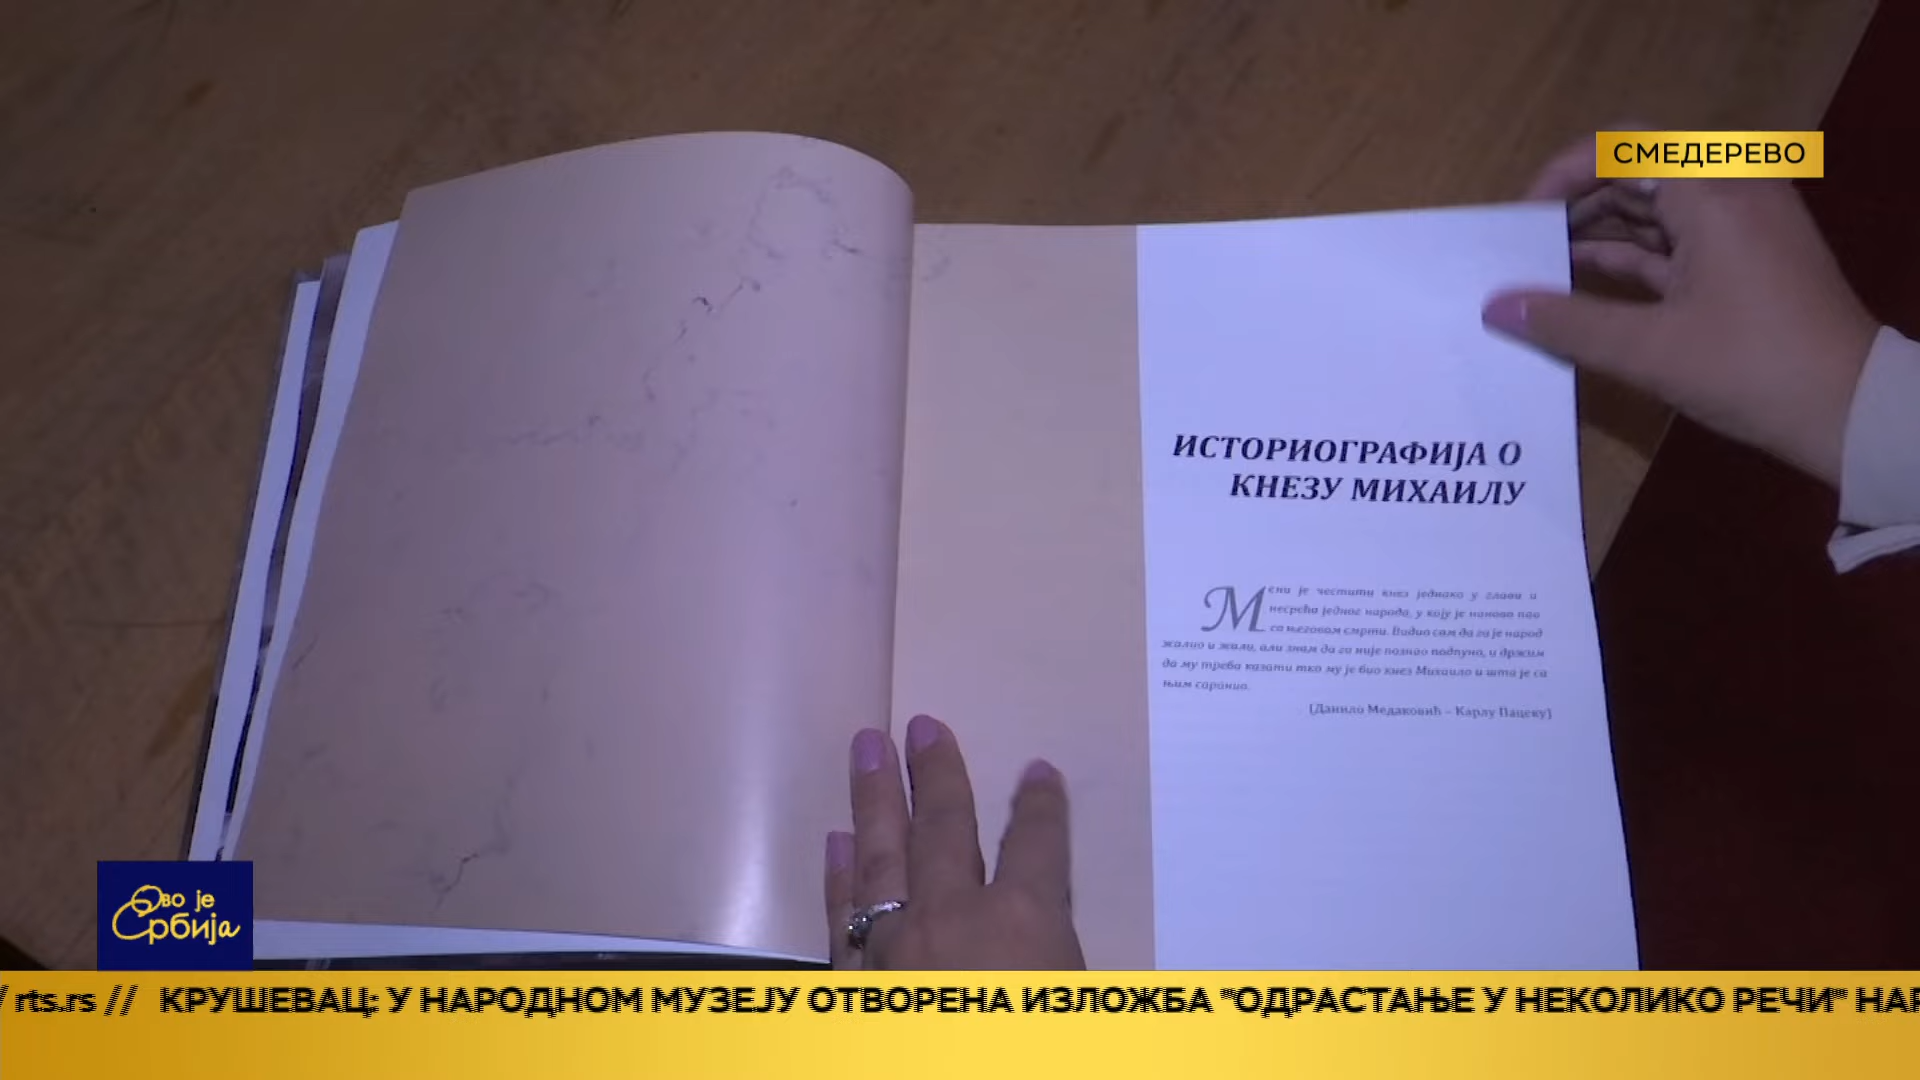 СМЕДЕРЕВО
ИСТОРИОГРАФИЈА О
КНЕЗУ МИХАИЛУ
Мени је честити кнез једнако у глави и
несрећа једног народа, у коју је наново пао
са његовом смрти. Видио сам да га је народ
жалио и жали, али знам да га није познао подпуно, и држим
да му треба казати тко му је био кнез Михаило и шта је са
њим саранио.
(Данило Медаковић – Карлу Пацеку)
Ово је
Србија
/ rts.rs // КРУШЕВАЦ: У НАРОДНОМ МУЗЕЈУ ОТВОРЕНА ИЗЛОЖБА "ОДРАСТАЊЕ У НЕКОЛИКО РЕЧИ" НАР